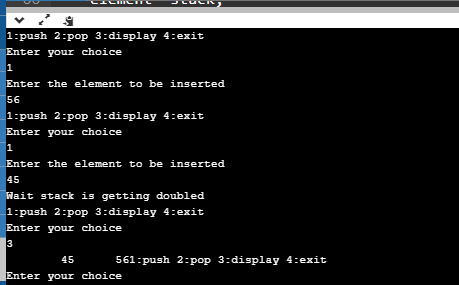 element *stack;
1:push 2:pop 3:display 4:exit
Enter your choice
1
Enter the element to be inserted
56
1:push 2:pop 3:display 4:exit
Enter your choice
1
Enter the element to be inserted
45
Wait stack is getting doubled
1:push 2:pop 3:display 4:exit
Enter your choice
3
45 561:push 2:pop 3:display 4:exit
Enter your choice